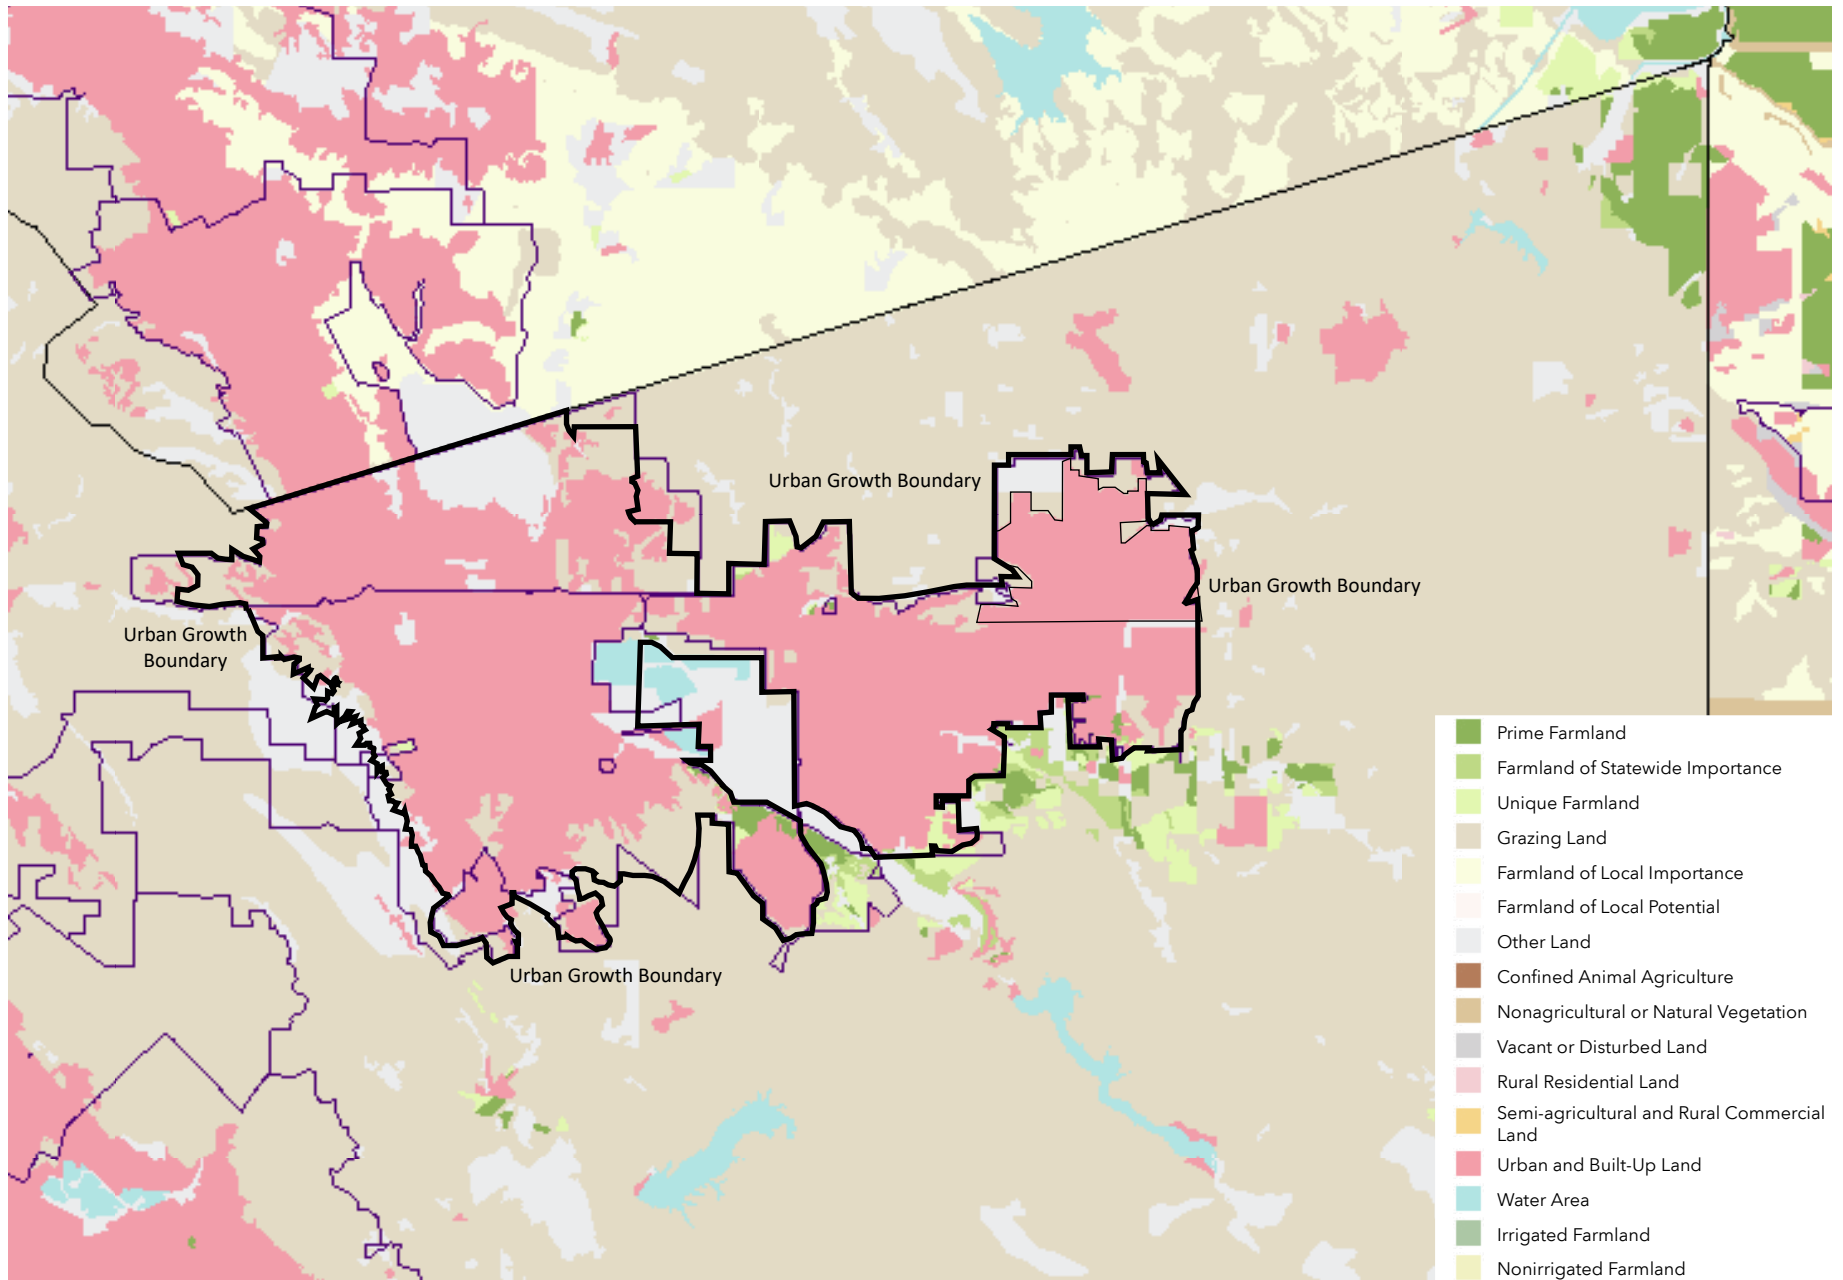 Urban Growth Boundary
Urban Growth Boundary
Urban Growth
Boundary
Urban Growth Boundary
Prime Farmland
Farmland of Statewide Importance
Unique Farmland
Grazing Land
Farmland of Local Importance
Farmland of Local Potential
Other Land
Confined Animal Agriculture
Nonagricultural or Natural Vegetation
Vacant or Disturbed Land
Rural Residential Land
Semi-agricultural and Rural Commercial
Land
Urban and Built-Up Land
Water Area
Irrigated Farmland
Nonirrigated Farmland